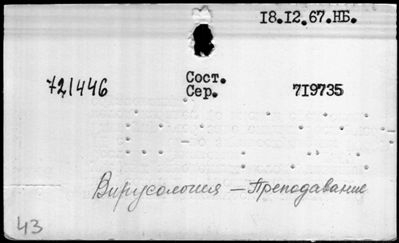 18.12.67.НБ.
721446
Сост.
Сер. 719735
Вирусология — Преподавание
43